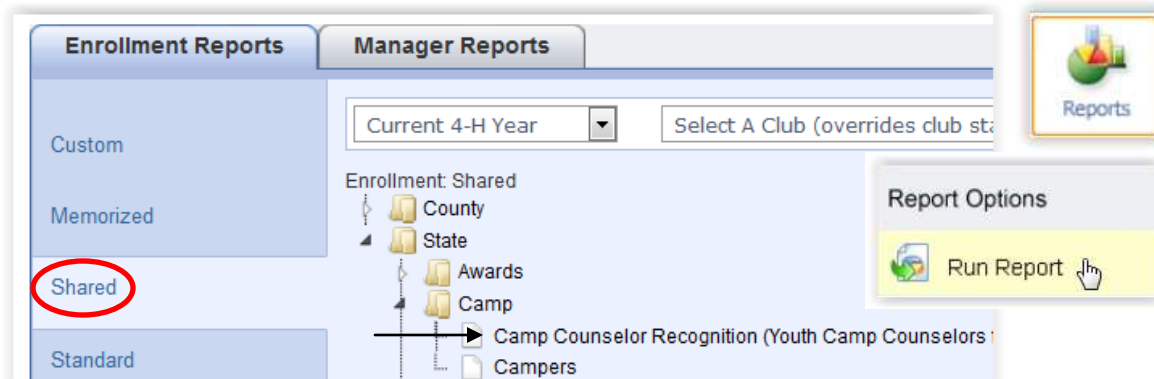 Enrollment Reports
Manager Reports
Reports
Custom
Memorized
Shared
Standard
Current 4-H Year
Select A Club (overrides club
Enrollment: Shared
County
State
Awards
Camp
Camp Counselor Recognition (Youth Camp Counselors
Campers
Report Options
Run Report